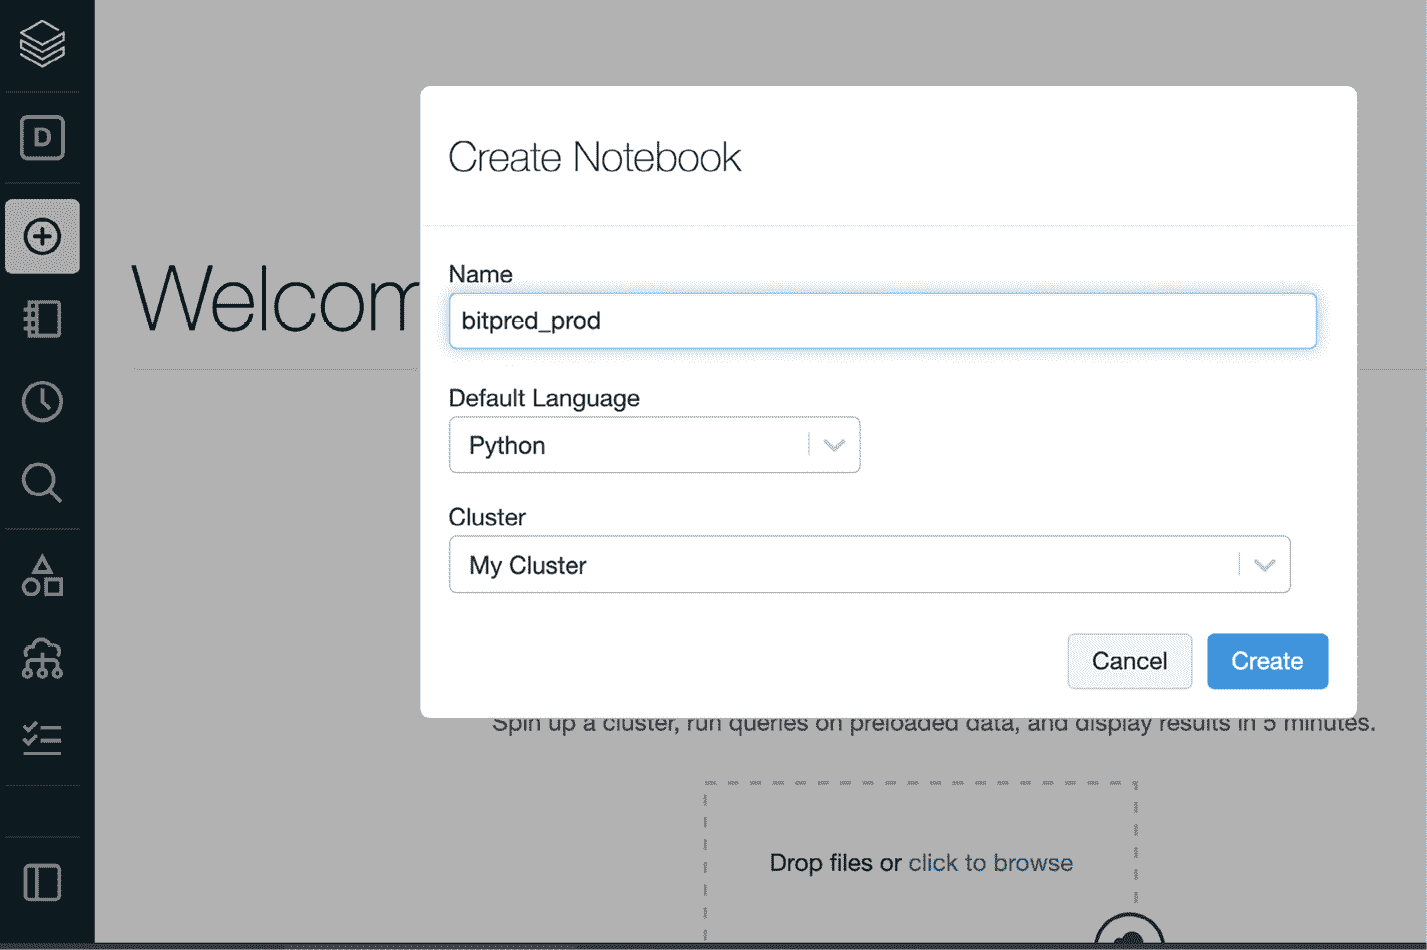 D
Create Notebook
Welcom
Name
bitpred_prod
Default Language
Python
Cluster
My Cluster
Cancel
Create
Spin up a cluster, run queries on preloaded data, and display results in 5 minutes.
Drop files or click to browse